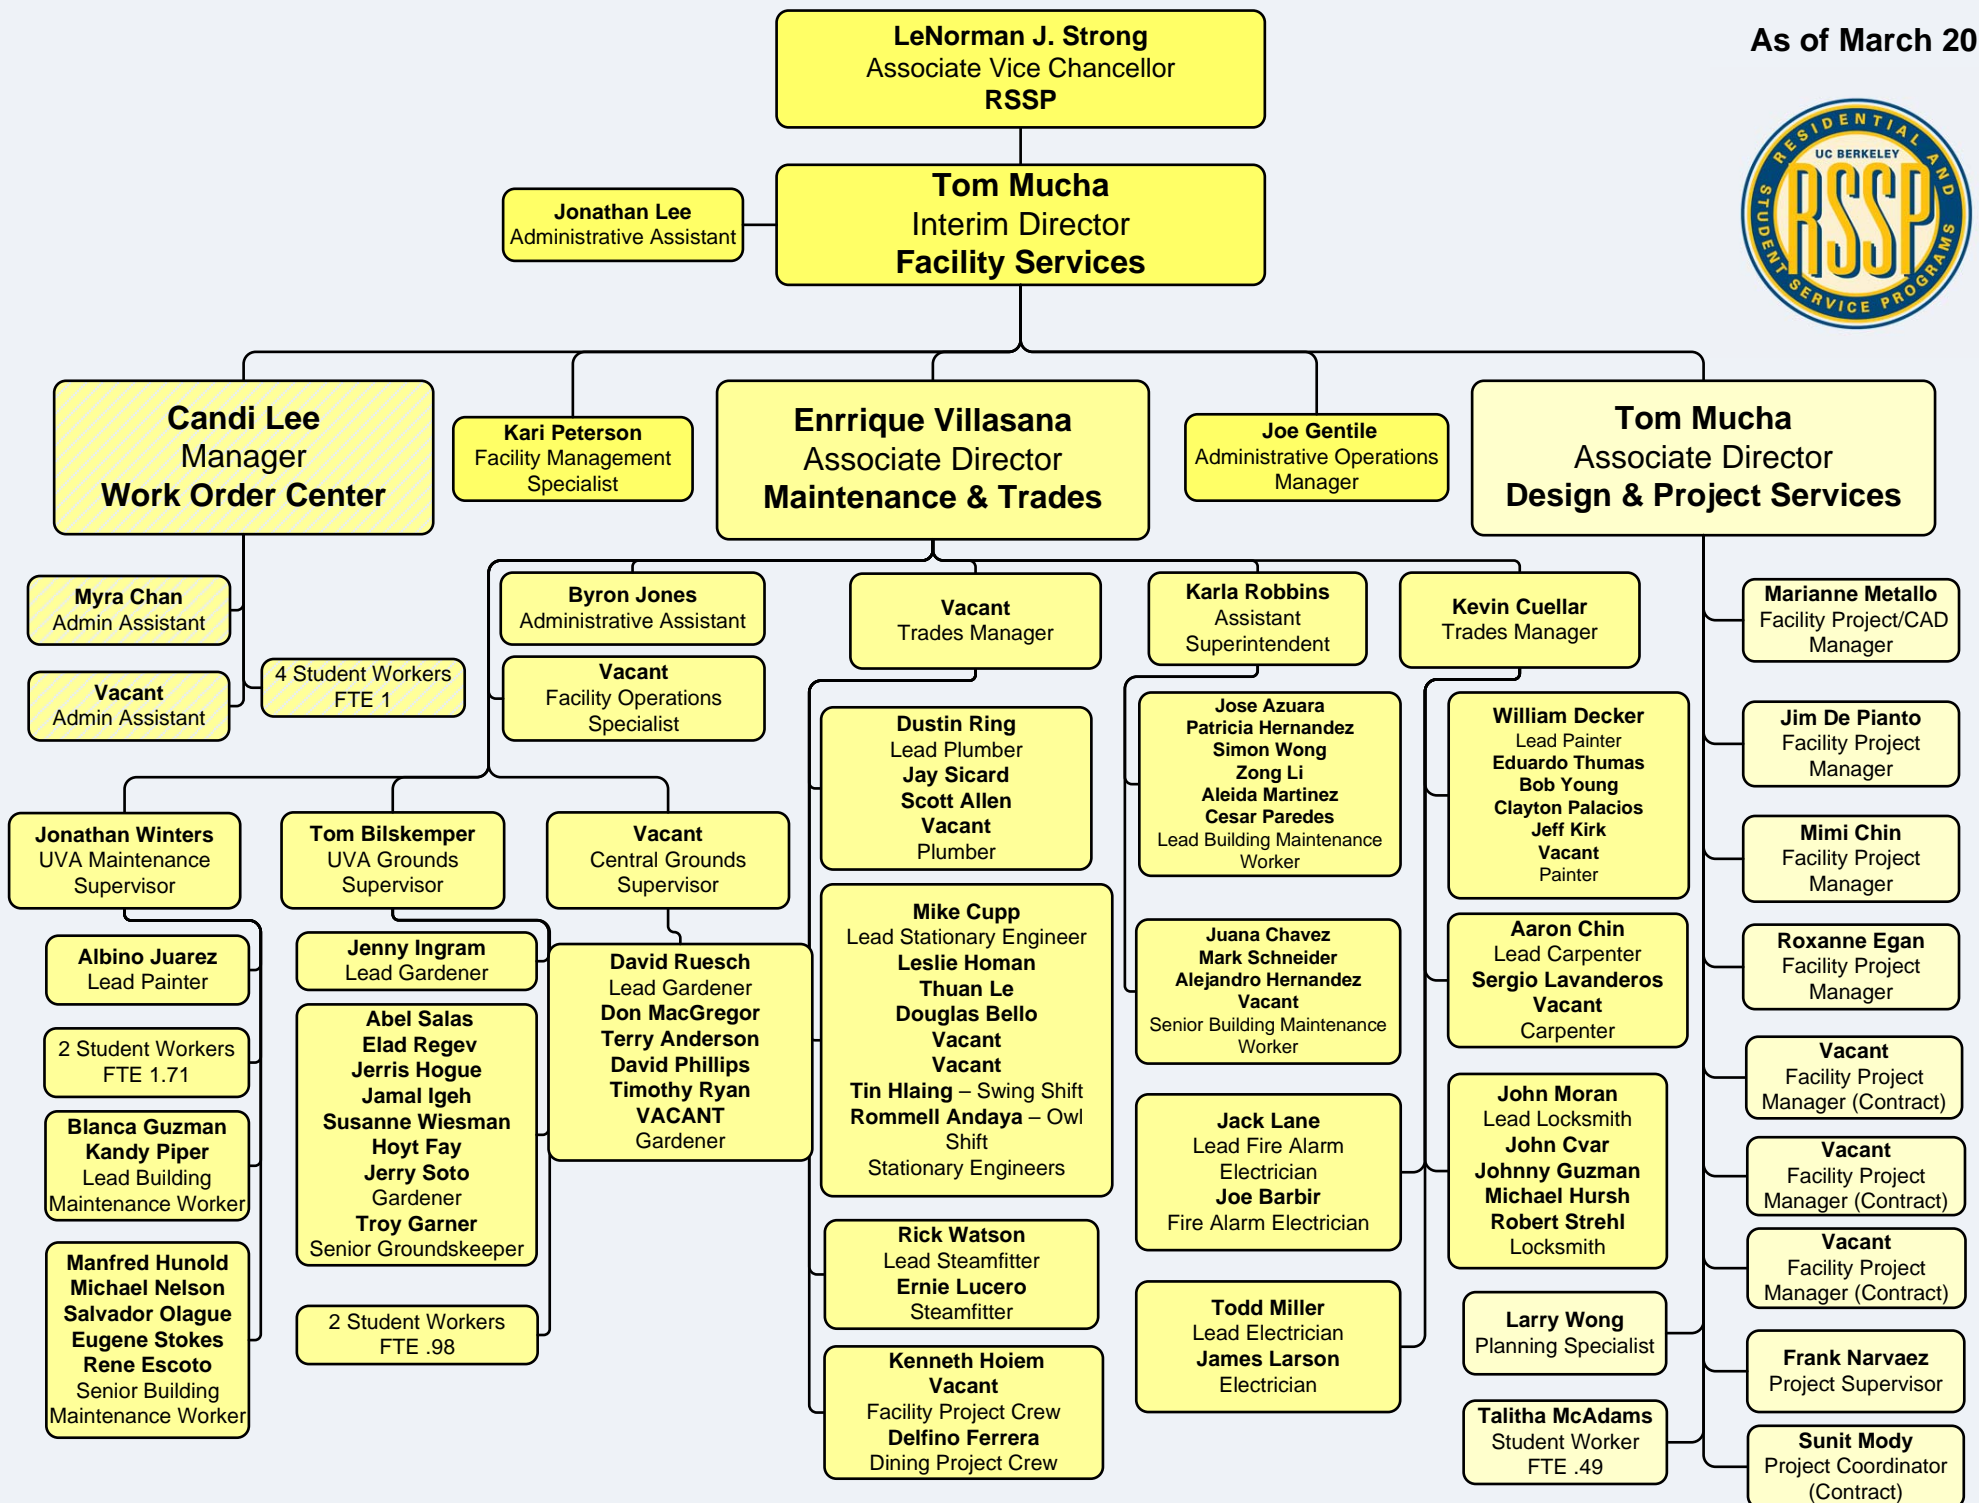 LeNorman J. Strong
Associate Vice Chancellor
RSSP
As of March 20
RESIDENTIAL AND
STUDENT SERVICE PROGRAMS
UC BERKELEY
RSSP
Tom Mucha
Interim Director
Facility Services
Jonathan Lee
Administrative Assistant
Candi Lee
Manager
Work Order Center
Kari Peterson
Facility Management
Specialist
Enrrique Villasana
Associate Director
Maintenance & Trades
Joe Gentile
Administrative Operations
Manager
Tom Mucha
Associate Director
Design & Project Services
Myra Chan
Admin Assistant
Vacant
Admin Assistant
4 Student Workers
FTE 1
Byron Jones
Administrative Assistant
Vacant
Facility Operations
Specialist
Vacant
Trades Manager
Karla Robbins
Assistant
Superintendent
Kevin Cuellar
Trades Manager
Jonathan Winters
UVA Maintenance
Supervisor
Tom Bilskemper
UVA Grounds
Supervisor
Vacant
Central Grounds
Supervisor
Albino Juarez
Lead Painter
2 Student Workers
FTE 1.71
Blanca Guzman
Kandy Piper
Lead Building
Maintenance Worker
Manfred Hunold
Michael Nelson
Salvador Olague
Eugene Stokes
Rene Escoto
Senior Building
Maintenance Worker
Jenny Ingram
Lead Gardener
Abel Salas
Elad Regev
Jerris Hogue
Jamal Igeh
Susanne Wiesman
Hoyt Fay
Jerry Soto
Gardener
Troy Garner
Senior Groundskeeper
2 Student Workers
FTE .98
David Ruesch
Lead Gardener
Don MacGregor
Terry Anderson
David Phillips
Timothy Ryan
VACANT
Gardener
Dustin Ring
Lead Plumber
Jay Sicard
Scott Allen
Vacant
Plumber
Mike Cupp
Lead Stationary Engineer
Leslie Homan
Thuan Le
Douglas Bello
Vacant
Vacant
Tin Hlaing – Swing Shift
Rommell Andaya – Owl
Shift
Stationary Engineers
Rick Watson
Lead Steamfitter
Ernie Lucero
Steamfitter
Kenneth Hoiem
Vacant
Facility Project Crew
Delfino Ferrera
Dining Project Crew
Jose Azuara
Patricia Hernandez
Simon Wong
Zong Li
Aleida Martinez
Cesar Paredes
Lead Building Maintenance
Worker
Juana Chavez
Mark Schneider
Alejandro Hernandez
Vacant
Senior Building Maintenance
Worker
Jack Lane
Lead Fire Alarm
Electrician
Joe Barbir
Fire Alarm Electrician
Todd Miller
Lead Electrician
James Larson
Electrician
William Decker
Lead Painter
Eduardo Thumas
Bob Young
Clayton Palacios
Jeff Kirk
Vacant
Painter
Aaron Chin
Lead Carpenter
Sergio Lavanderos
Vacant
Carpenter
John Moran
Lead Locksmith
John Cvar
Johnny Guzman
Michael Hursh
Robert Strehl
Locksmith
Larry Wong
Planning Specialist
Talitha McAdams
Student Worker
FTE .49
Marianne Metallo
Facility Project/CAD
Manager
Jim De Pianto
Facility Project
Manager
Mimi Chin
Facility Project
Manager
Roxanne Egan
Facility Project
Manager
Vacant
Facility Project
Manager (Contract)
Vacant
Facility Project
Manager (Contract)
Vacant
Facility Project
Manager (Contract)
Frank Narvaez
Project Supervisor
Sunit Mody
Project Coordinator
(Contract)